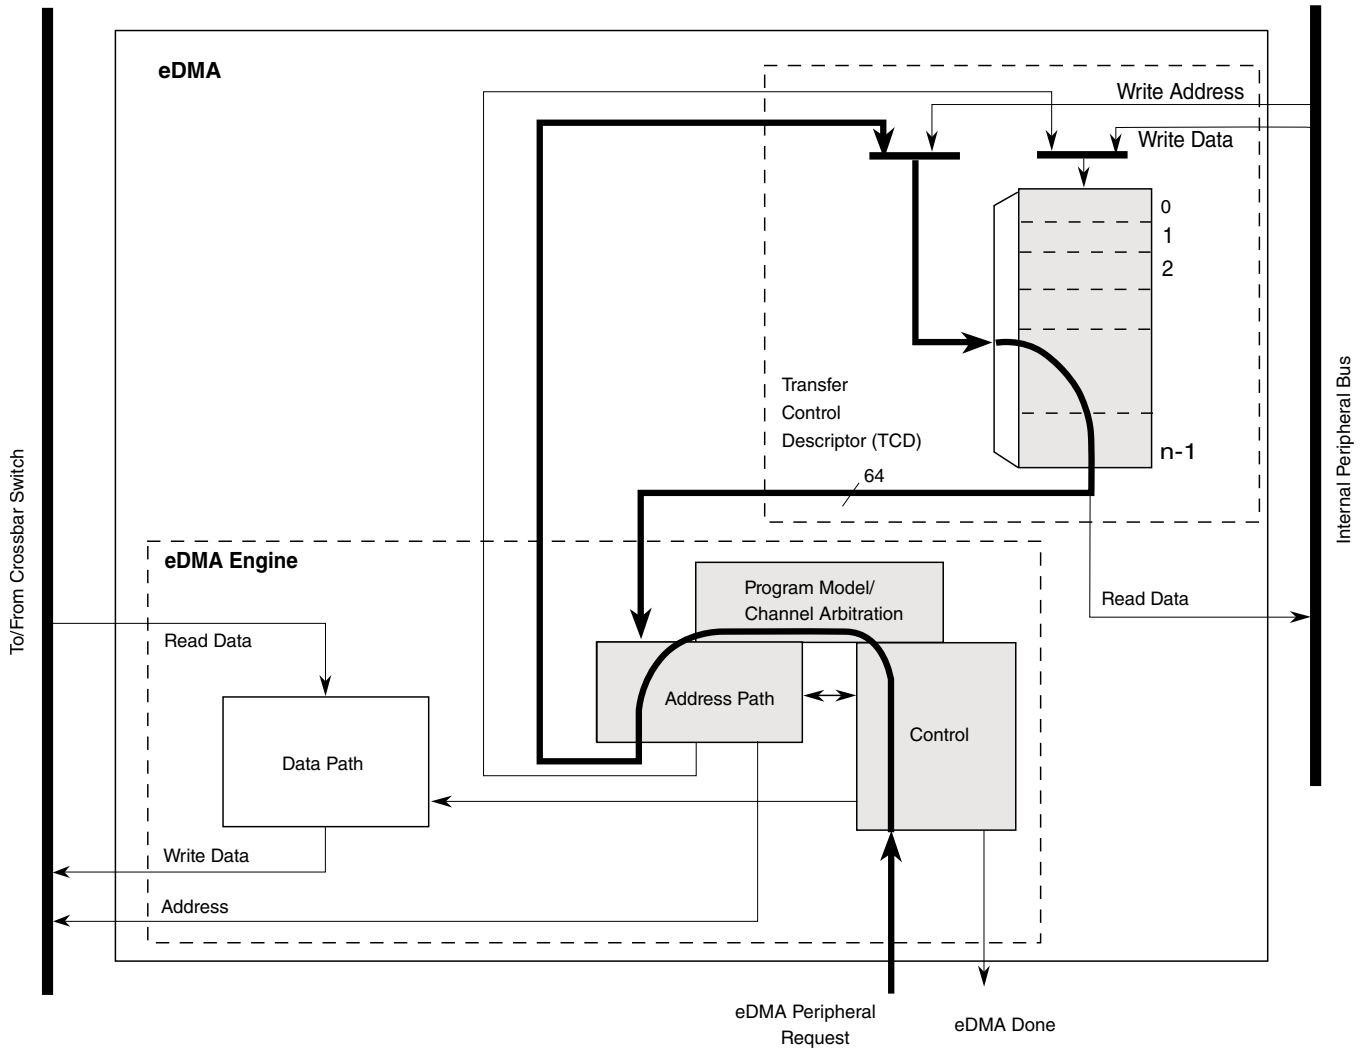 eDMA
Write Address
Write Data
0
1
2
Transfer
Control
Descriptor (TCD)
n-1
64
To/From Crossbar Switch
Internal Peripheral Bus
eDMA Engine
Program Model/
Channel Arbitration
Read Data
Read Data
Address Path
Control
Data Path
Write Data
Address
eDMA Peripheral
Request
eDMA Done